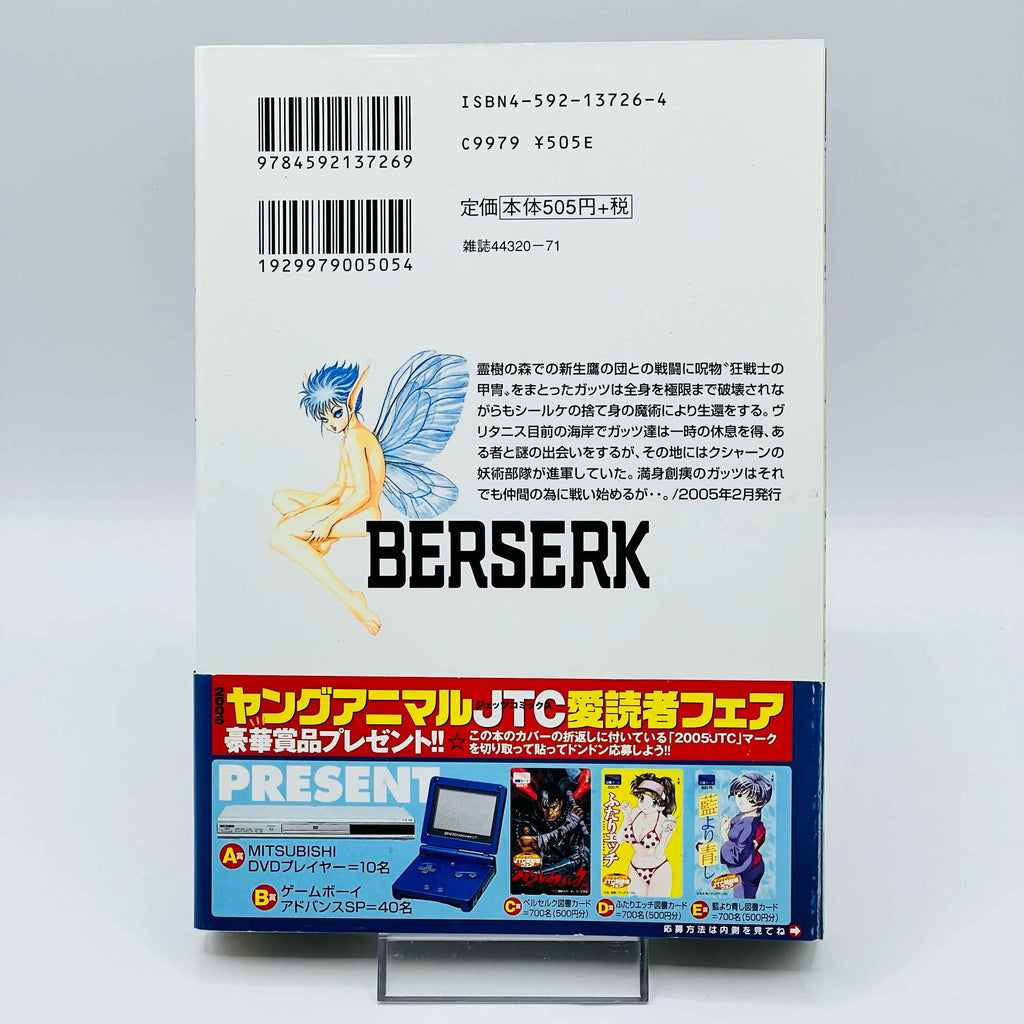 ISBN4-592-13726-4
9784592137269
C9979 ¥505E
定価本体505円+税
雑誌44320-71
1929979005054
霊樹の森での新生鷹の団との戦闘に呪物〝狂戦士の
甲冑〟をまとったガッツは全身を極限まで破壊されな
がらもシールケの捨て身の魔術により生還をする。ヴ
リタニス目前の海岸でガッツ達は一時の休息を得、あ
る者と謎の出会いをするが、その地にはクシャーンの
妖術部隊が進軍していた。満身創痍のガッツはそれ
でも仲間の為に戦い始めるが・・。/2005年2月発行
BERSERK
2005 ヤングアニマルJTC愛読者フェア
ジェッツコミックス
豪華賞品プレゼント!!☆
この本のカバーの折返しに付いている「2005JTC」マーク
を切り取って貼ってドンドン応募しよう!!
PRESENT
A賞 MITSUBISHI
DVDプレイヤー=10名
B賞 ゲームボーイ
アドバンスSP=40名
ベルセルク
ふたりエッチ
藍より青し
C賞 ベルセルク図書カード
=700名(500円分)
D賞 ふたりエッチ図書カード
=700名(500円分)
E賞 藍より青し図書カード
=700名(500円分)
応募方法は内側を見てね